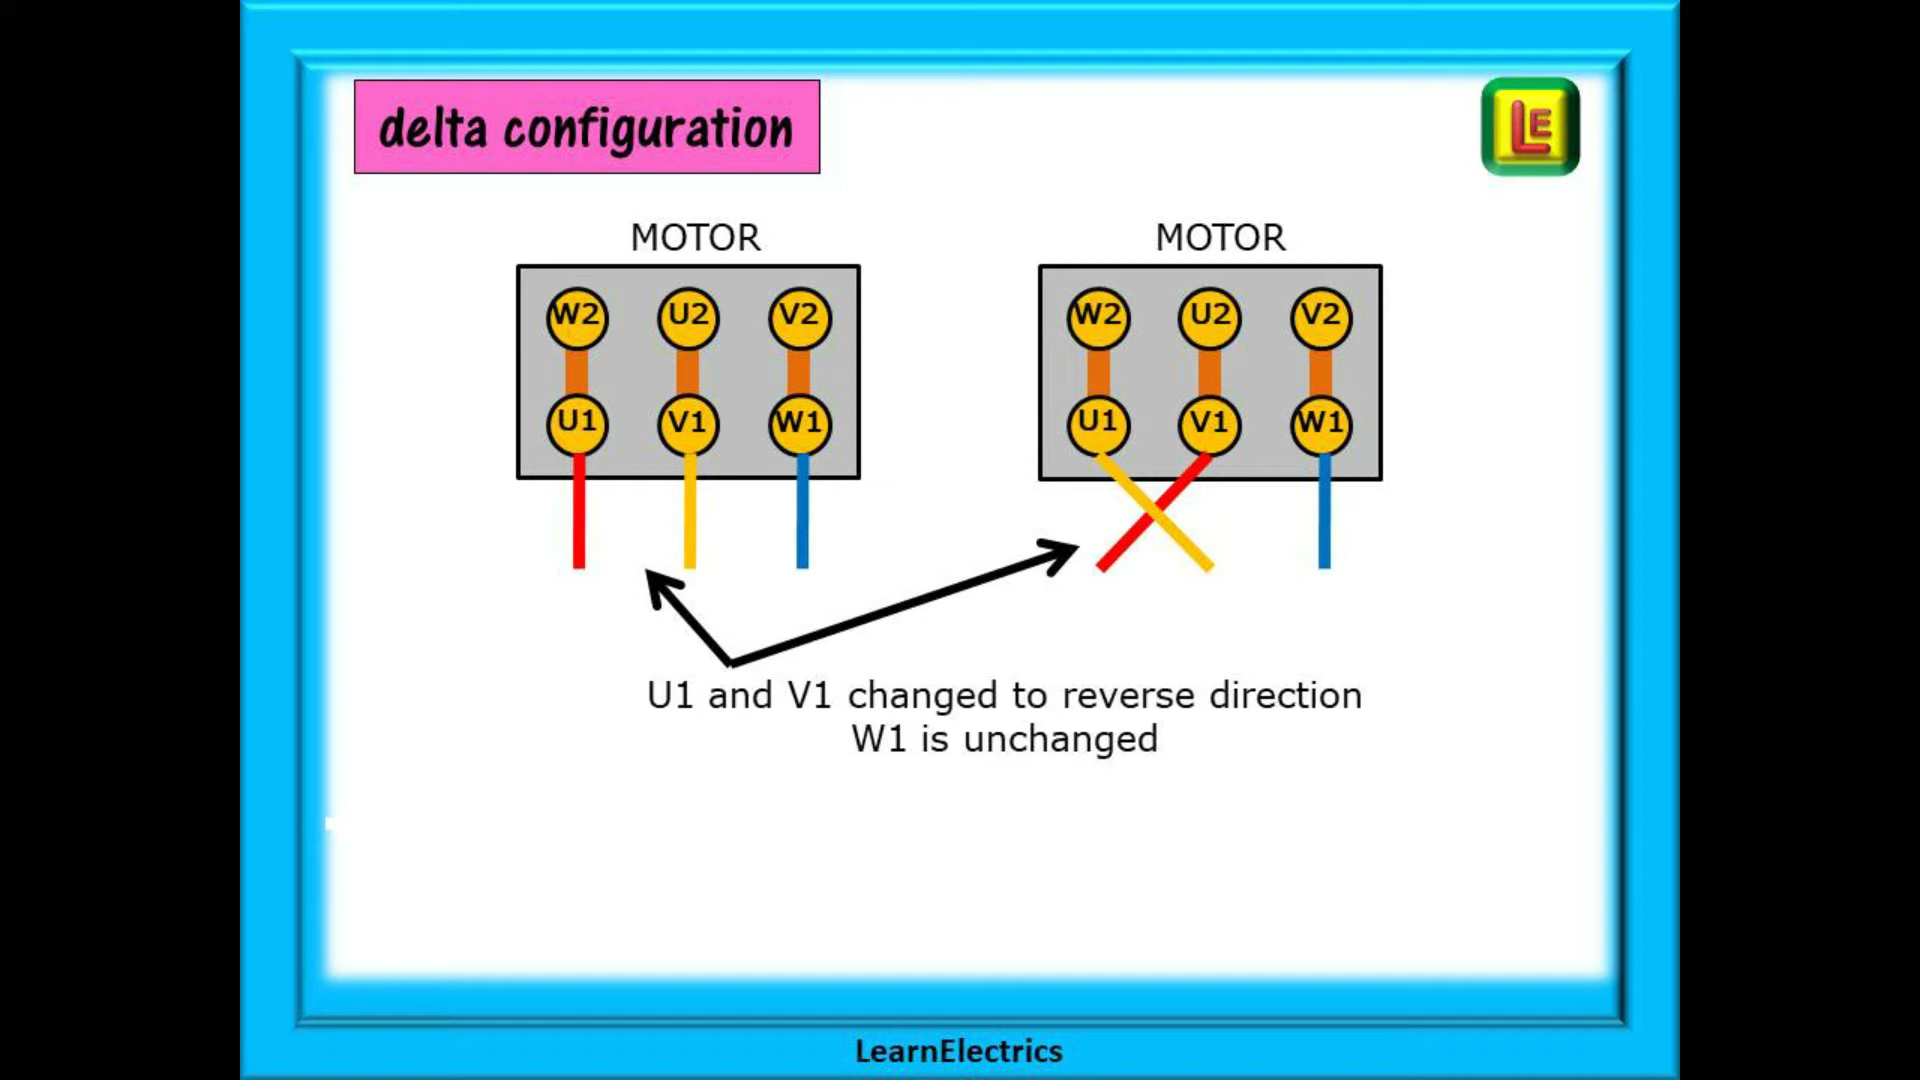 delta configuration
LE
MOTOR MOTOR
W2 U2 V2 W2 U2 V2
U1 V1 W1 U1 V1 W1
U1 and V1 changed to reverse direction
W1 is unchanged
LearnElectrics